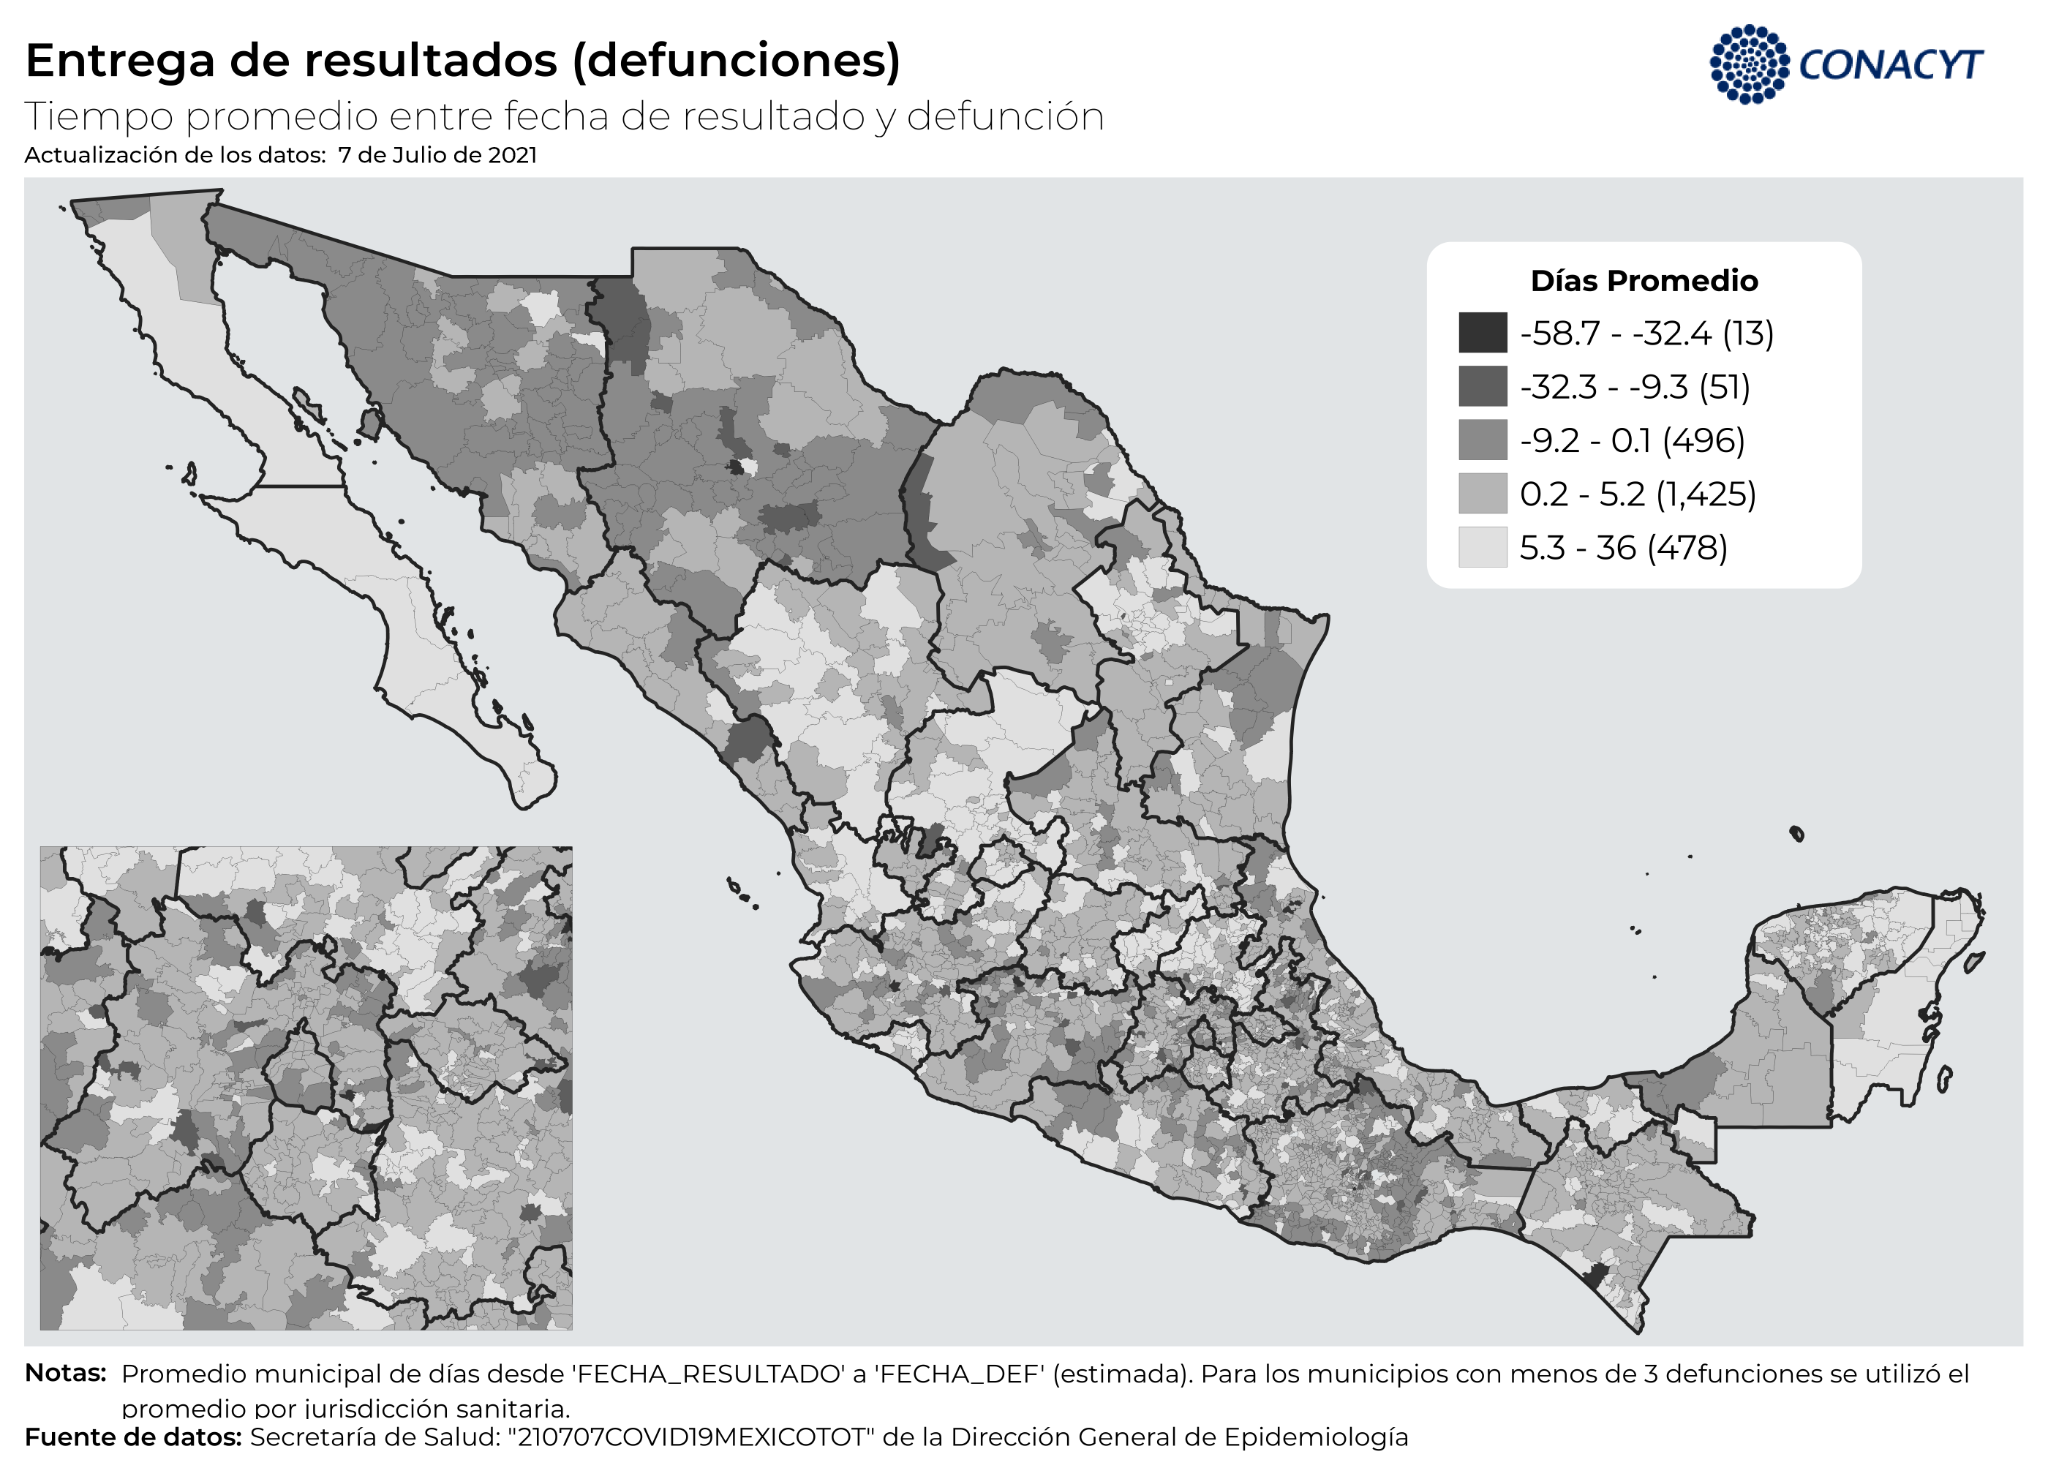 Entrega de resultados (defunciones)
CONACYT
Tiempo promedio entre fecha de resultado y defunción
Actualización de los datos:  7 de Julio de 2021
Días Promedio
-58.7 - -32.4 (13)
-32.3 - -9.3 (51)
-9.2 - 0.1 (496)
0.2 - 5.2 (1,425)
5.3 - 36 (478)
Notas: Promedio municipal de días desde 'FECHA_RESULTADO' a 'FECHA_DEF' (estimada). Para los municipios con menos de 3 defunciones se utilizó el
promedio por jurisdicción sanitaria.
Fuente de datos: Secretaría de Salud: "210707COVID19MEXICOTOT" de la Dirección General de Epidemiología